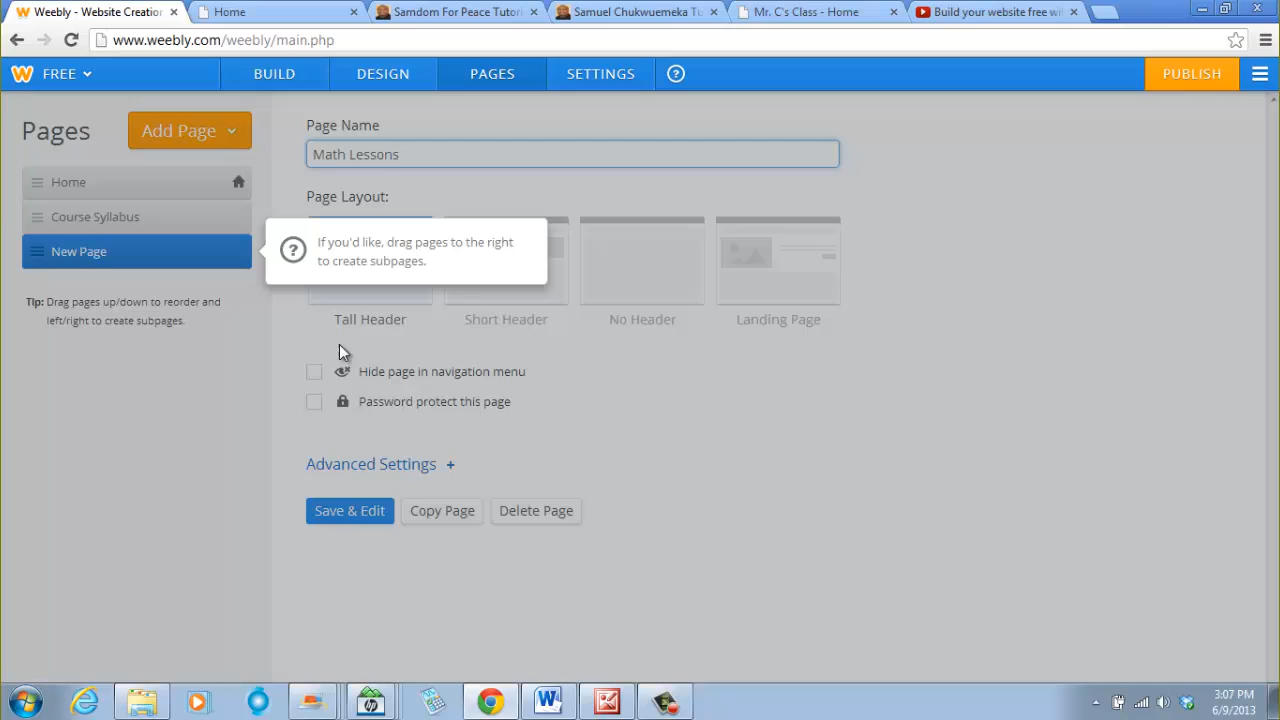 Weebly - Website Creation
Home
Samdom For Peace Tutori
Samuel Chukwuemeka Tu
Mr. C's Class - Home
Build your website free wi
www.weebly.com/weebly/main.php
FREE
BUILD
DESIGN
PAGES
SETTINGS
?
PUBLISH
Pages
Add Page
Home
Course Syllabus
New Page
Tip: Drag pages up/down to reorder and
left/right to create subpages.
Page Name
Math Lessons
Page Layout:
?
If you'd like, drag pages to the right
to create subpages.
Tall Header
Short Header
No Header
Landing Page
Hide page in navigation menu
Password protect this page
Advanced Settings +
Save & Edit
Copy Page
Delete Page
3:07 PM
6/9/2013